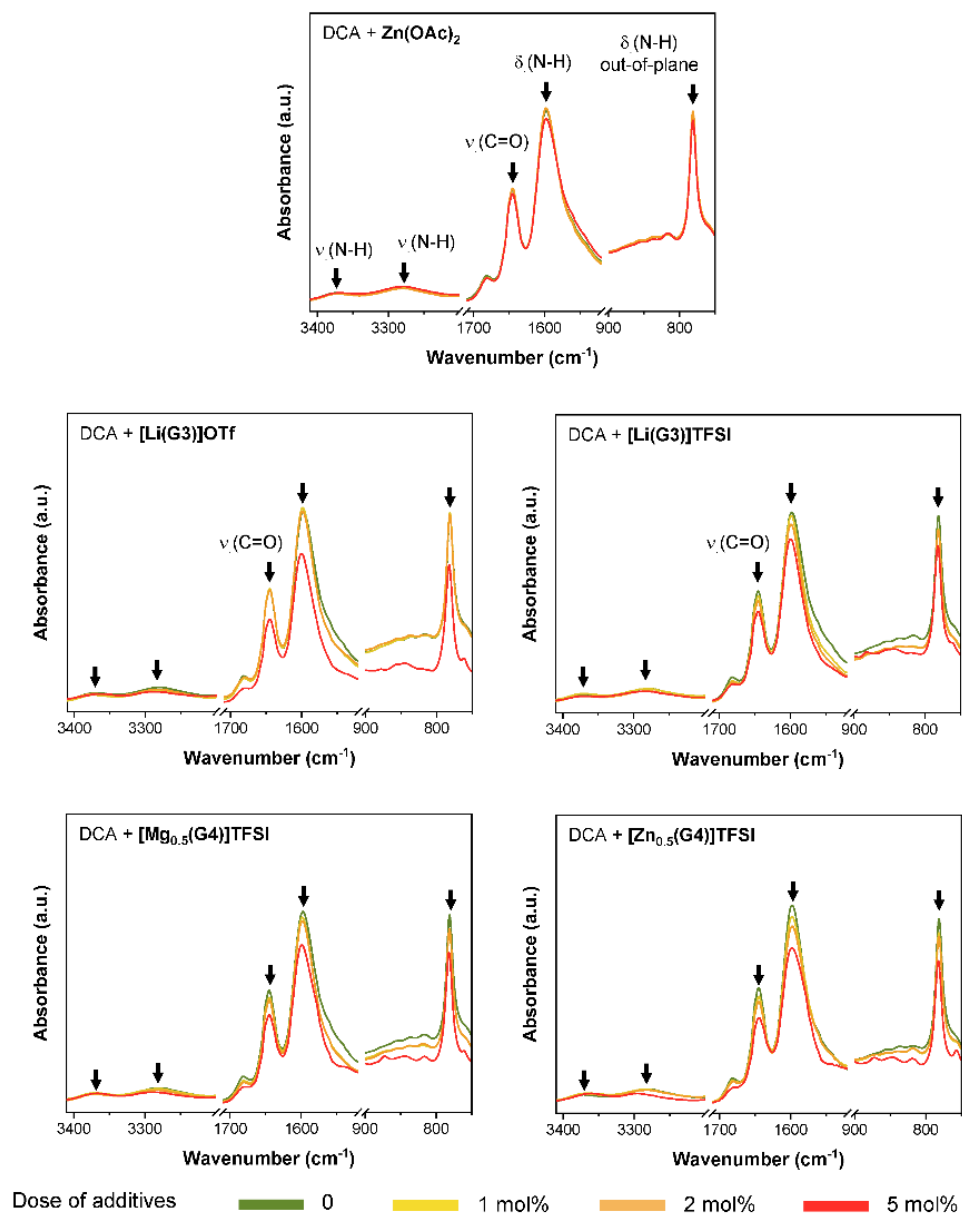 DCA + Zn(OAc)2
δ (N-H)
δ (N-H)
out-of-plane
ν (C=O)
ν (N-H)
ν (N-H)
Absorbance (a.u.)
3400 3300 1700 1600 900 800
Wavenumber (cm-1)
DCA + [Li(G3)]OTf
ν (C=O)
Absorbance (a.u.)
3400 3300 1700 1600 900 800
Wavenumber (cm-1)
DCA + [Li(G3)]TFSI
ν (C=O)
Absorbance (a.u.)
3400 3300 1700 1600 900 800
Wavenumber (cm-1)
DCA + [Mg0.5(G4)]TFSI
Absorbance (a.u.)
3400 3300 1700 1600 900 800
Wavenumber (cm-1)
DCA + [Zn0.5(G4)]TFSI
Absorbance (a.u.)
3400 3300 1700 1600 900 800
Wavenumber (cm-1)
Dose of additives 0 1 mol% 2 mol% 5 mol%